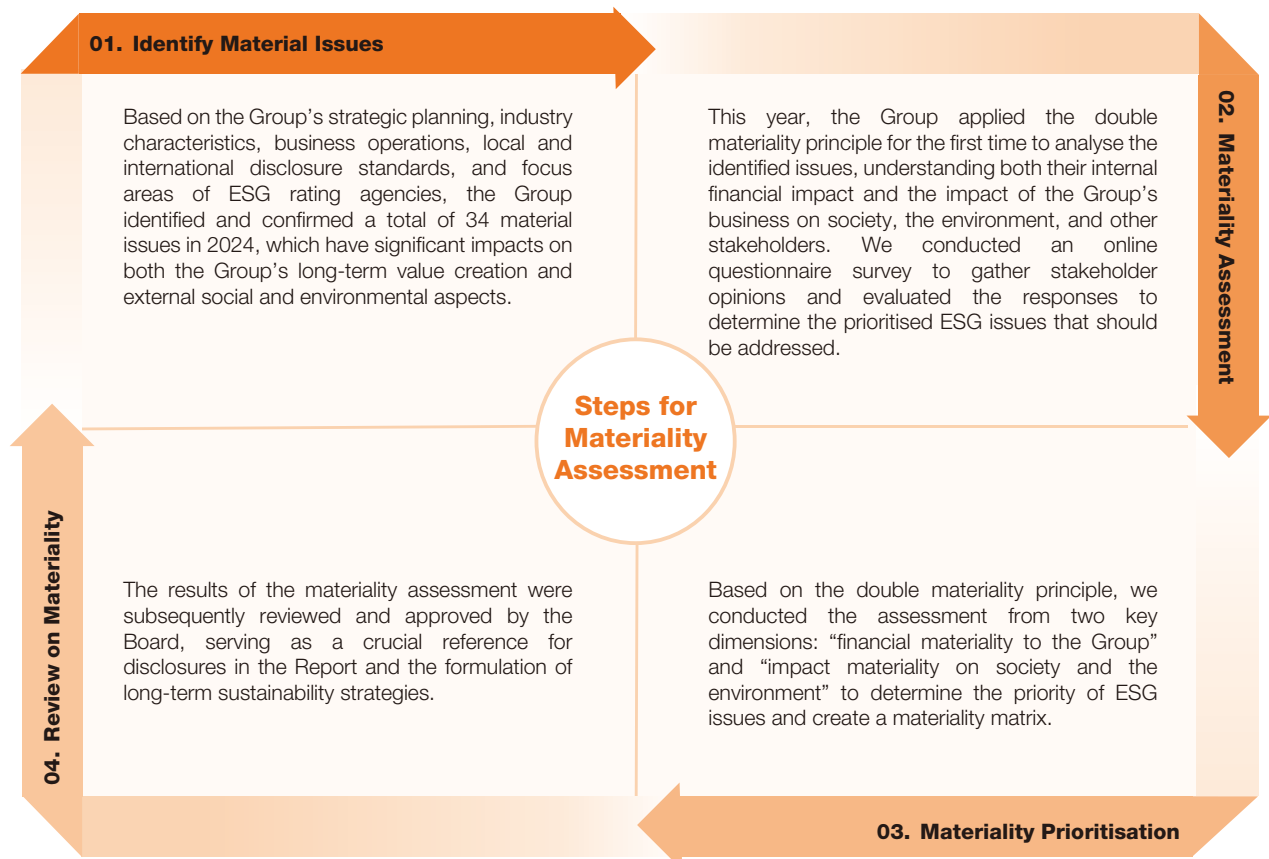 01. Identify Material Issues
Based on the Group's strategic planning, industry
characteristics, business operations, local and
international disclosure standards, and focus
areas of ESG rating agencies, the Group
identified and confirmed a total of 34 material
issues in 2024, which have significant impacts on
both the Group's long-term value creation and
external social and environmental aspects.
02. Materiality Assessment
This year, the Group applied the double
materiality principle for the first time to analyse the
identified issues, understanding both their internal
financial impact and the impact of the Group's
business on society, the environment, and other
stakeholders. We conducted an online
questionnaire survey to gather stakeholder
opinions and evaluated the responses to
determine the prioritised ESG issues that should
be addressed.
Steps for
Materiality
Assessment
03. Materiality Prioritisation
Based on the double materiality principle, we
conducted the assessment from two key
dimensions: “financial materiality to the Group”
and “impact materiality on society and the
environment” to determine the priority of ESG
issues and create a materiality matrix.
04. Review on Materiality
The results of the materiality assessment were
subsequently reviewed and approved by the
Board, serving as a crucial reference for
disclosures in the Report and the formulation of
long-term sustainability strategies.